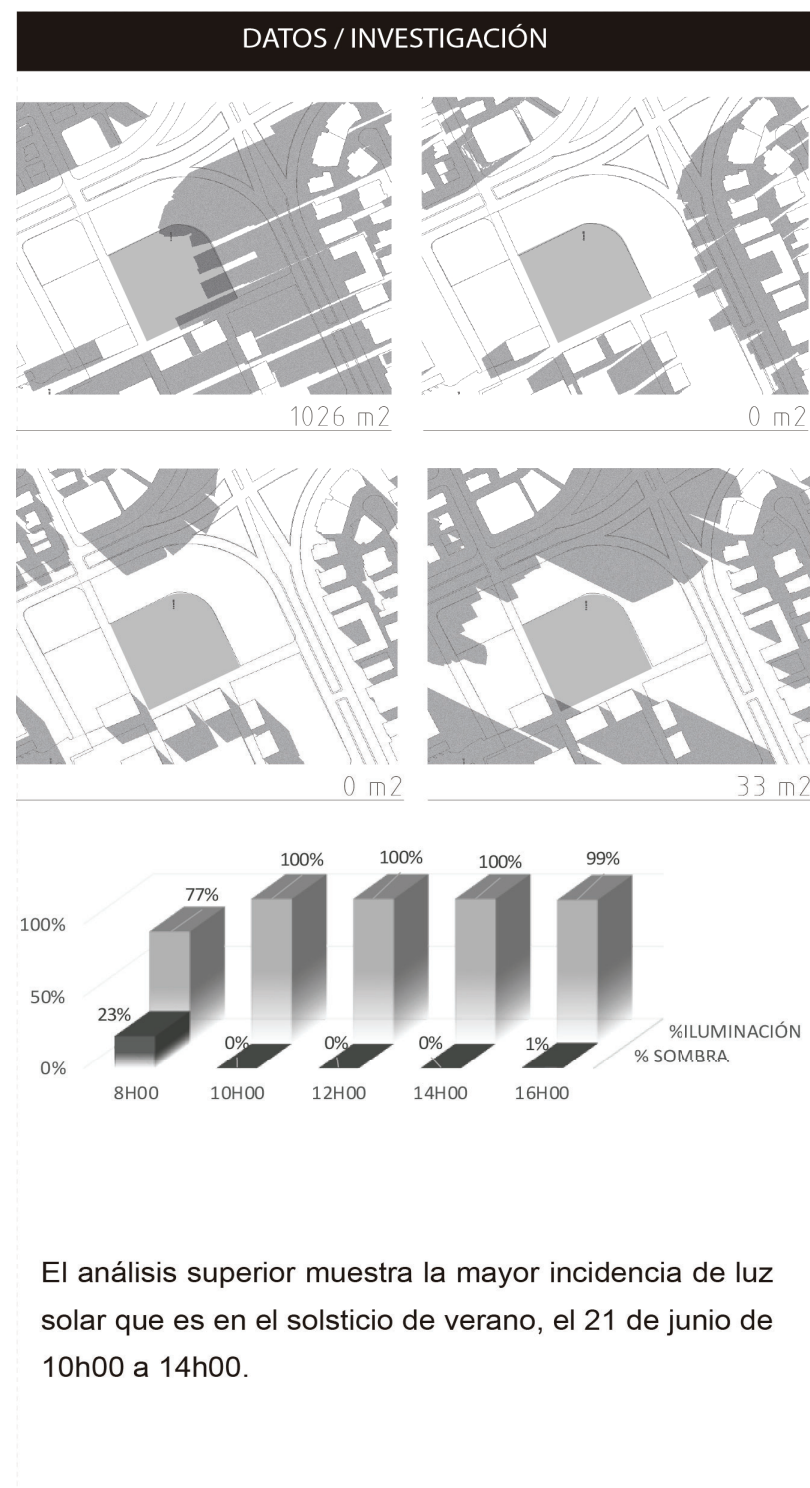 DATOS / INVESTIGACIÓN
1026 m2
0 m2
0 m2
33 m2
100%
50%
0%
23%
77%
0%
100%
0%
100%
0%
100%
1%
99%
8H00
10H00
12H00
14H00
16H00
%ILUMINACIÓN
% SOMBRA
El análisis superior muestra la mayor incidencia de luz
solar que es en el solsticio de verano, el 21 de junio de
10h00 a 14h00.